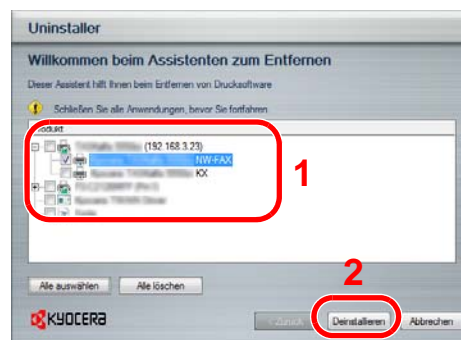 Uninstaller
Willkommen beim Assistenten zum Entfernen
Dieser Assistent hilft Ihnen beim Entfernen von Drucksoftware
Schließen Sie alle Anwendungen, bevor Sie fortfahren
Produkt
(192.168.3.23)
NW-FAX
KX
1
Alle auswählen Alle löschen
2
KYOCERA
< Zurück Deinstallieren Abbrechen